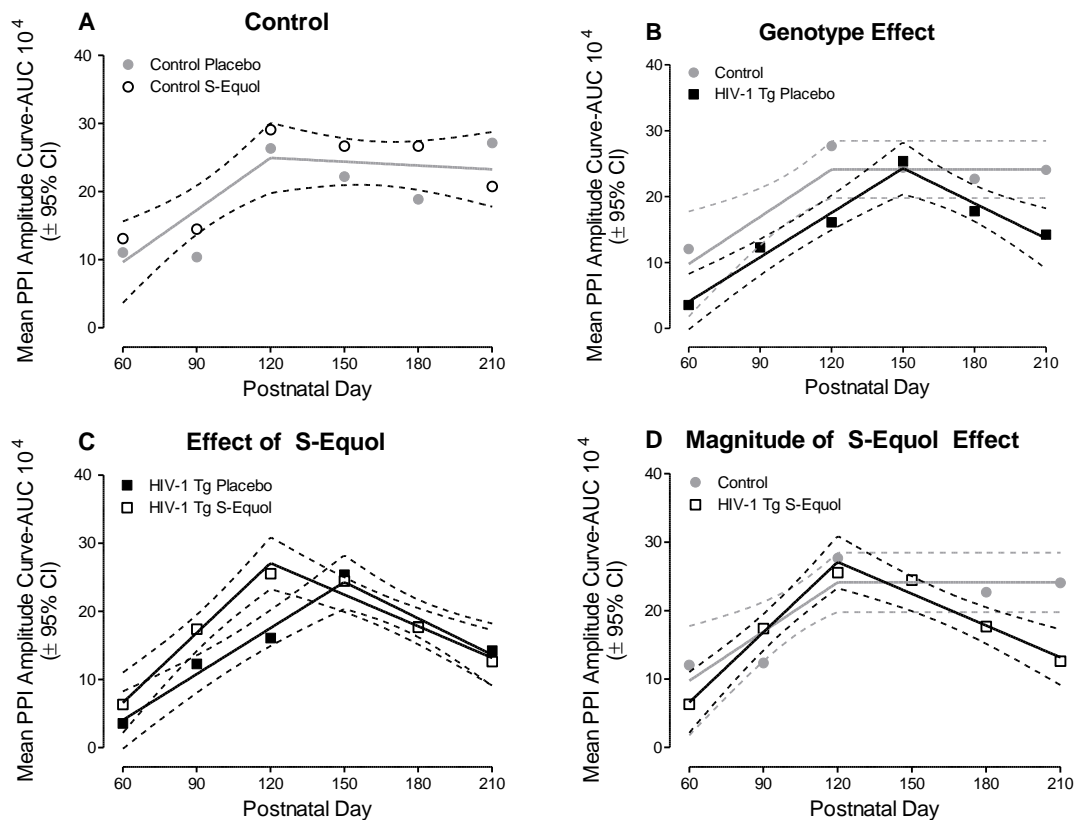 A Control
Mean PPI Amplitude Curve-AUC 10^4
(± 95% CI)
40
30
20
10
0
Control Placebo
Control S-Equol
60 90 120 150 180 210
Postnatal Day
B Genotype Effect
Mean PPI Amplitude Curve-AUC 10^4
(± 95% CI)
40
30
20
10
0
Control
HIV-1 Tg Placebo
60 90 120 150 180 210
Postnatal Day
C Effect of S-Equol
Mean PPI Amplitude Curve-AUC 10^4
(± 95% CI)
40
30
20
10
0
HIV-1 Tg Placebo
HIV-1 Tg S-Equol
60 90 120 150 180 210
Postnatal Day
D Magnitude of S-Equol Effect
Mean PPI Amplitude Curve-AUC 10^4
(± 95% CI)
40
30
20
10
0
Control
HIV-1 Tg S-Equol
60 90 120 150 180 210
Postnatal Day